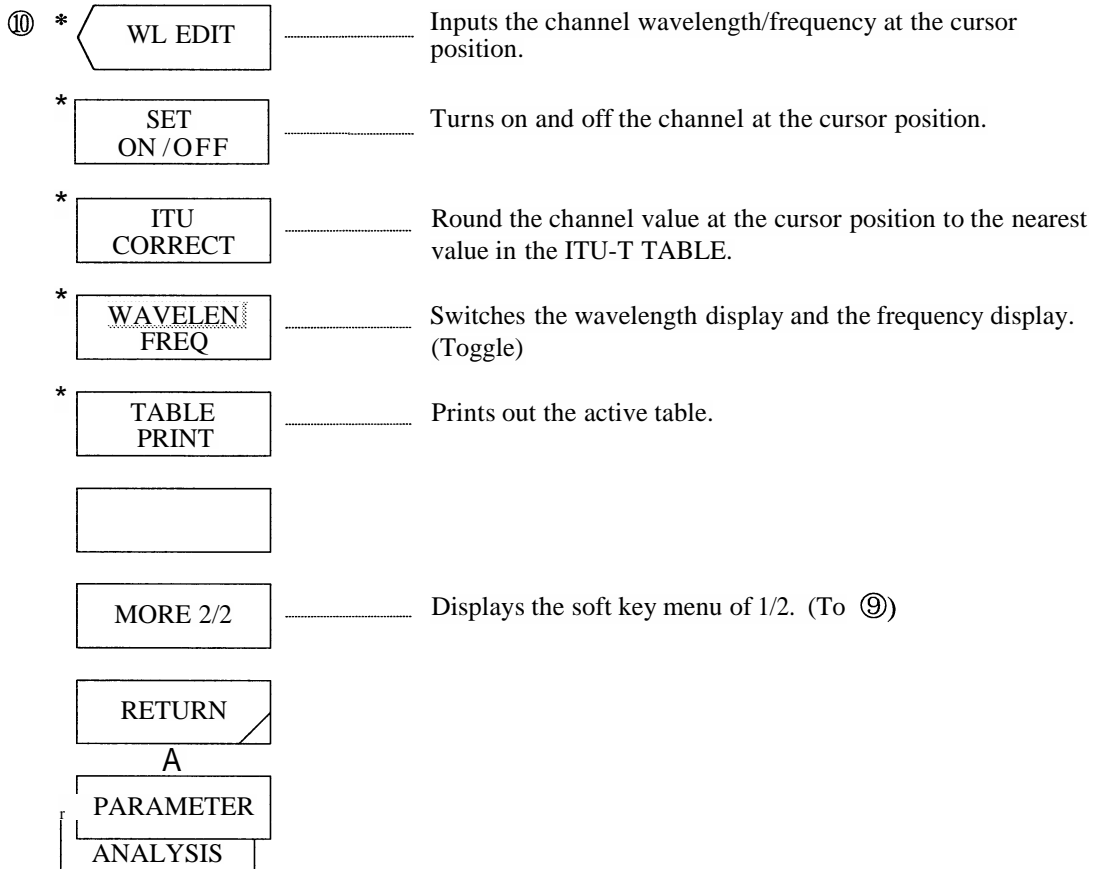 ⑩ * WL EDIT Inputs the channel wavelength/frequency at the cursor
position.
* SET
ON/OFF Turns on and off the channel at the cursor position.
* ITU
CORRECT Round the channel value at the cursor position to the nearest
value in the ITU-T TABLE.
* WAVELEN
FREQ Switches the wavelength display and the frequency display.
(Toggle)
* TABLE
PRINT Prints out the active table.
MORE 2/2 Displays the soft key menu of 1/2. (To ⑨)
RETURN
A
r PARAMETER
ANALYSIS